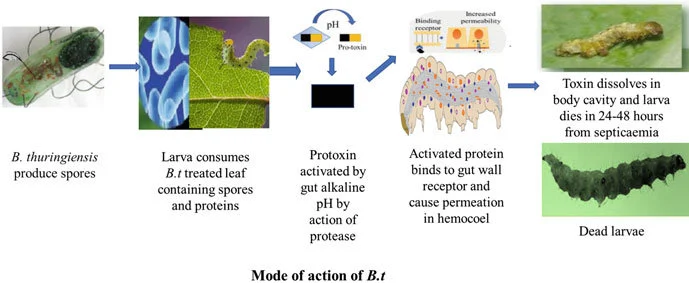 pH
Pro-toxin
Binding
receptor
Increased
permeability
B. thuringiensis
produce spores
Larva consumes
B.t treated leaf
containing spores
and proteins
Protoxin
activated by
gut alkaline
pH by
action of
protease
Activated protein
binds to gut wall
receptor and
cause permeation
in hemocoel
Toxin dissolves in
body cavity and larva
dies in 24-48 hours
from septicaemia
Dead larvae
Mode of action of B.t